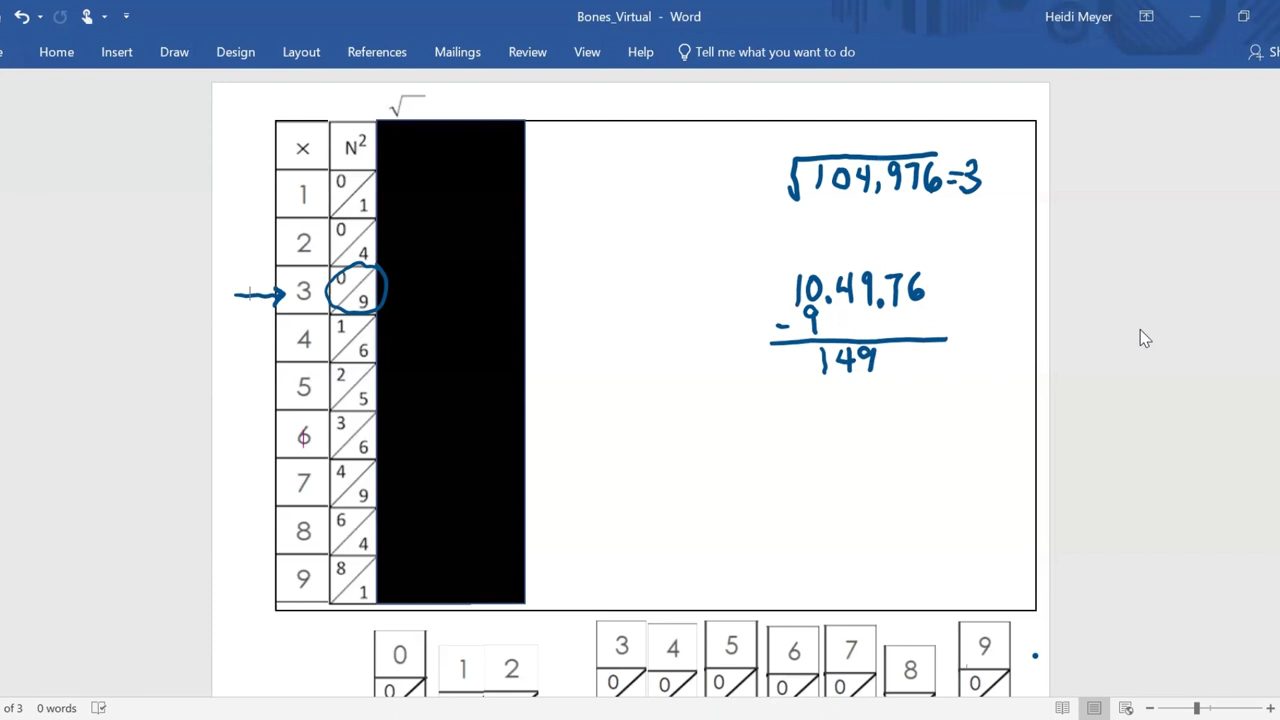 Bones_Virtual - Word
Heidi Meyer
Home Insert Draw Design Layout References Mailings Review View Help Tell me what you want to do
√
× N²
1 0/1
2 0/4
3 0/9
4 1/6
5 2/5
6 3/6
7 4/9
8 6/4
9 8/1
√104,976=3
10.49.76
- 9
149
0 1 2 3 4 5 6 7 8 9
0 0 0 0 0 0 0
of 3 0 words